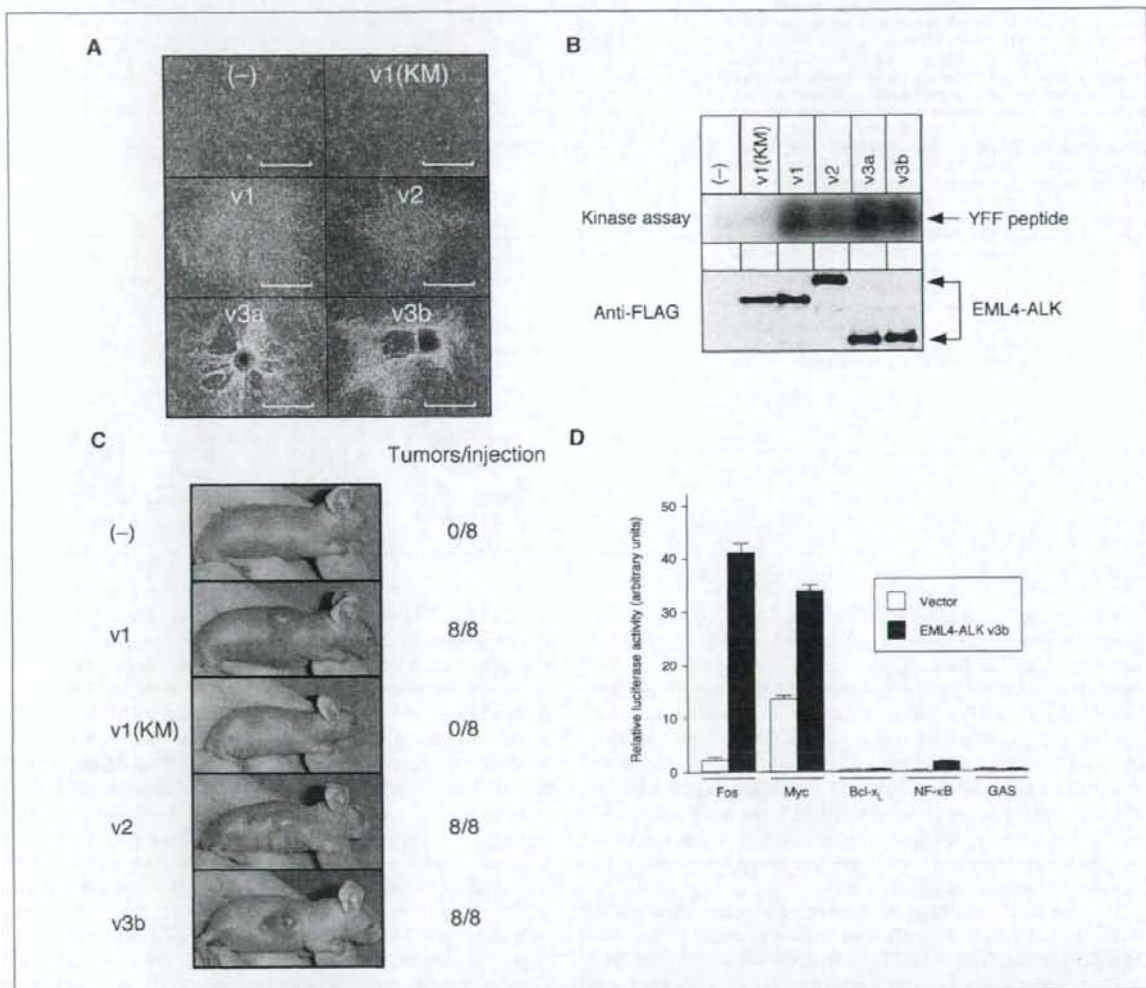 A
(–)
v1(KM)
v1
v2
v3a
v3b
B
(–)
v1(KM)
v1
v2
v3a
v3b
Kinase assay
YFF peptide
Anti-FLAG
EML4-ALK
C
Tumors/injection
(–)
0/8
v1
8/8
v1(KM)
0/8
v2
8/8
v3b
8/8
D
Relative luciferase activity (arbitrary units)
50
40
30
20
10
0
Vector
EML4-ALK v3b
Fos
Myc
Bcl-xL
NF-κB
GAS